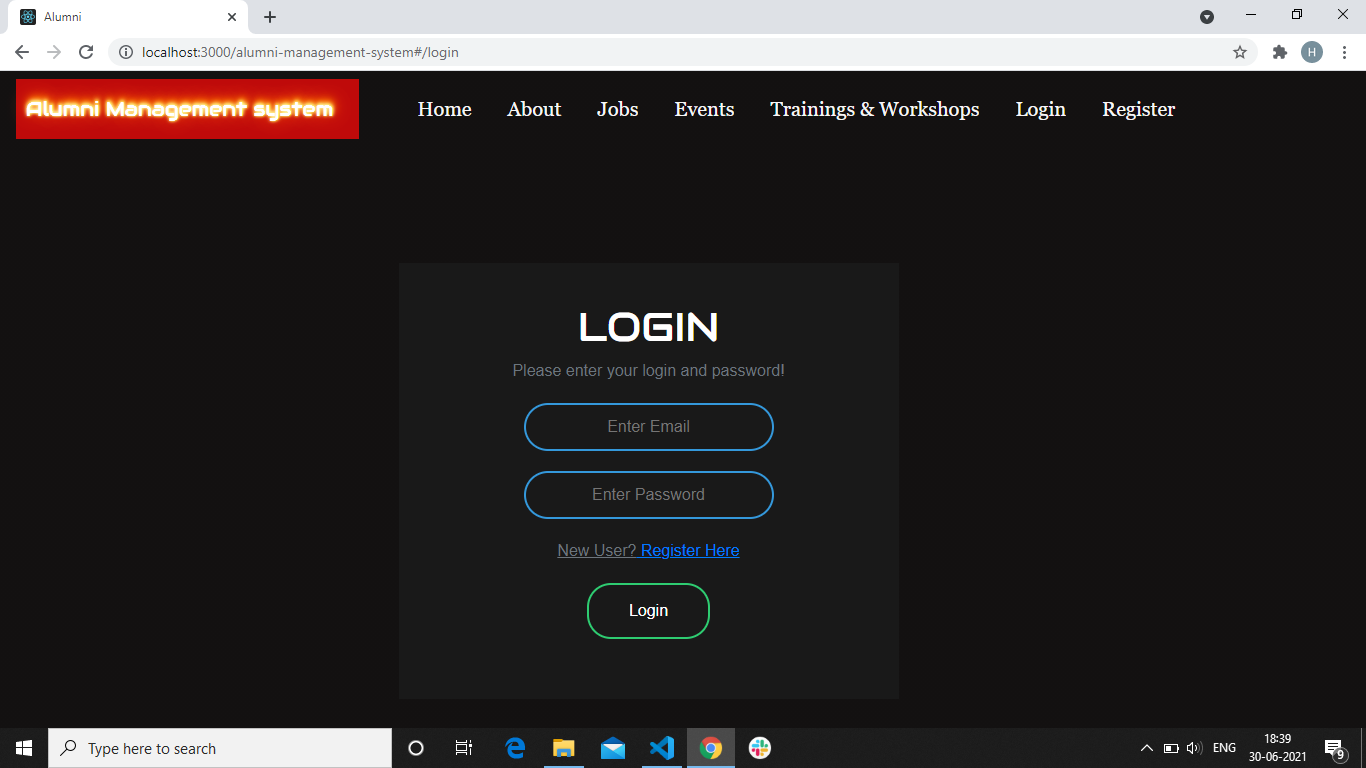 Alumni
localhost:3000/alumni-management-system#/login
H
Alumni Management system
Home About Jobs Events Trainings & Workshops Login Register
LOGIN
Please enter your login and password!
Enter Email
Enter Password
New User? Register Here
Login
Type here to search
ENG
18:39
30-06-2021
9